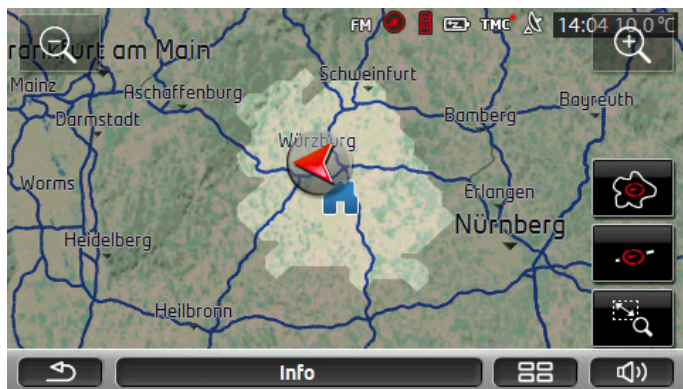 FM TMC 14:04 10.0 °C
rankfurt am Main
Mainz
Schweinfurt
Aschaffenburg
Bayreuth
Darmstadt
Bamberg
Würzburg
Worms
Erlangen
Nürnberg
Heidelberg
Heilbronn
Info